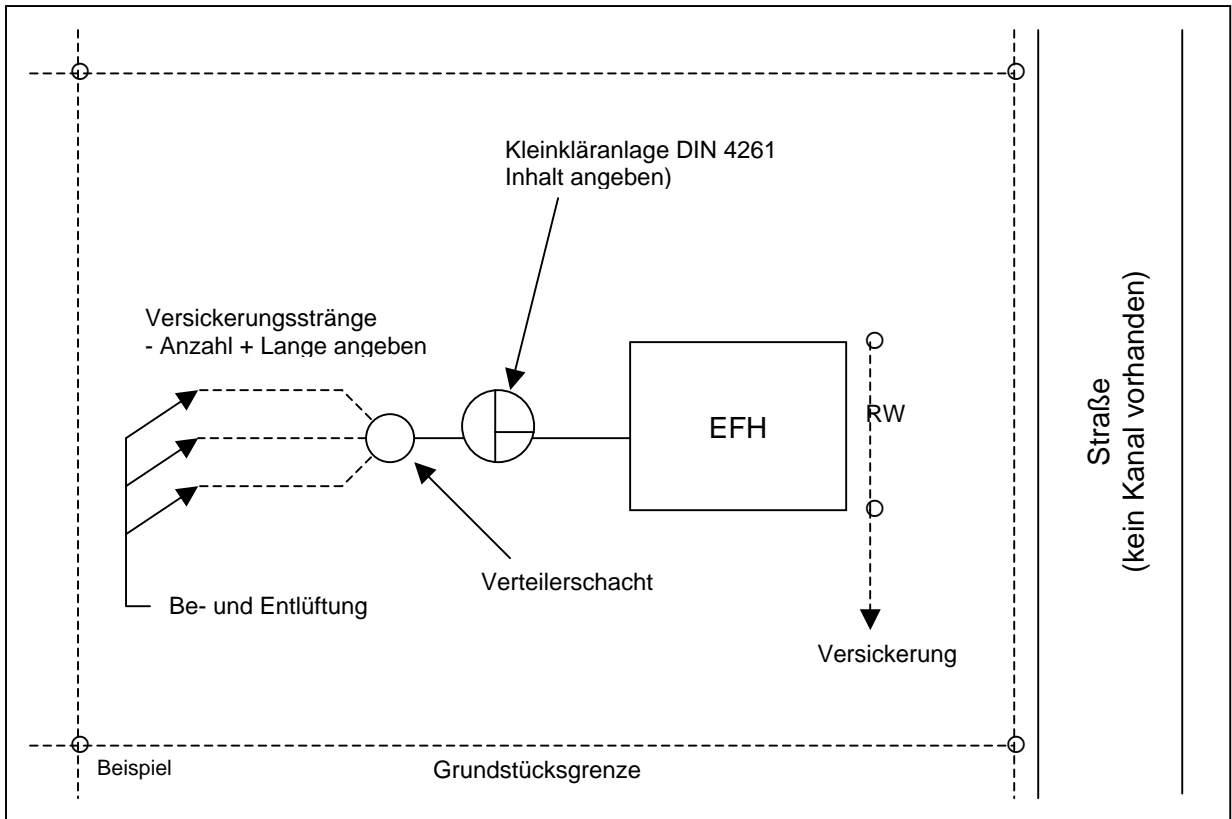 Kleinkläranlage DIN 4261
Inhalt angeben)
Versickerungsstränge
- Anzahl + Lange angeben
EFH
RW
Straße
(kein Kanal vorhanden)
Verteilerschacht
Be- und Entlüftung
Versickerung
Beispiel
Grundstücksgrenze